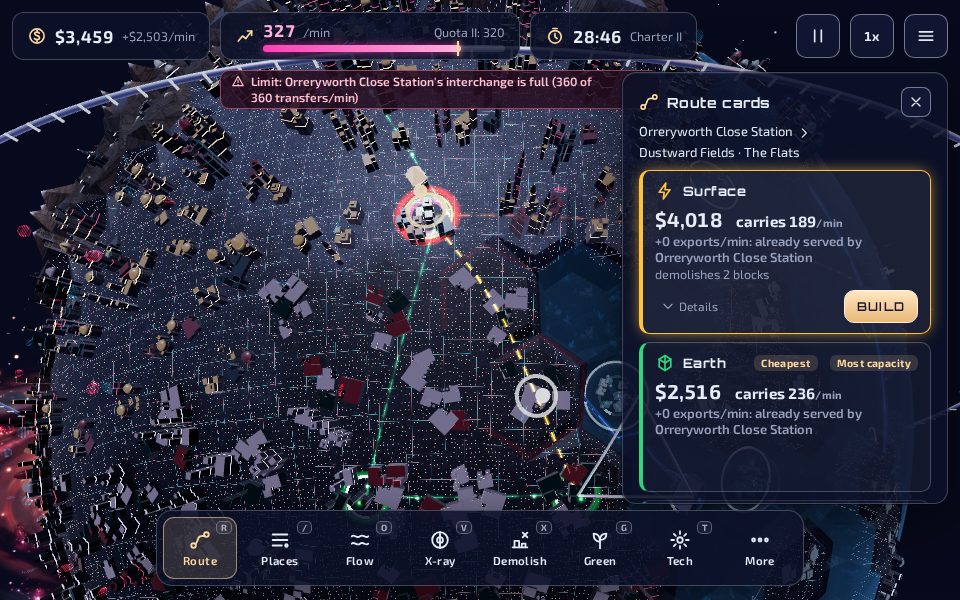 $3,459 +$2,503/min
327 /min Quota II: 320
28:46 Charter II
1x
Limit: Orreryworth Close Station's interchange is full (360 of
360 transfers/min)
Route cards
Orreryworth Close Station
Dustward Fields · The Flats
Surface
$4,018 carries 189/min
+0 exports/min: already served by
Orreryworth Close Station
demolishes 2 blocks
Details
BUILD
Earth Cheapest Most capacity
$2,516 carries 236/min
+0 exports/min: already served by
Orreryworth Close Station
R / O V X G T
Route Places Flow X-ray Demolish Green Tech More